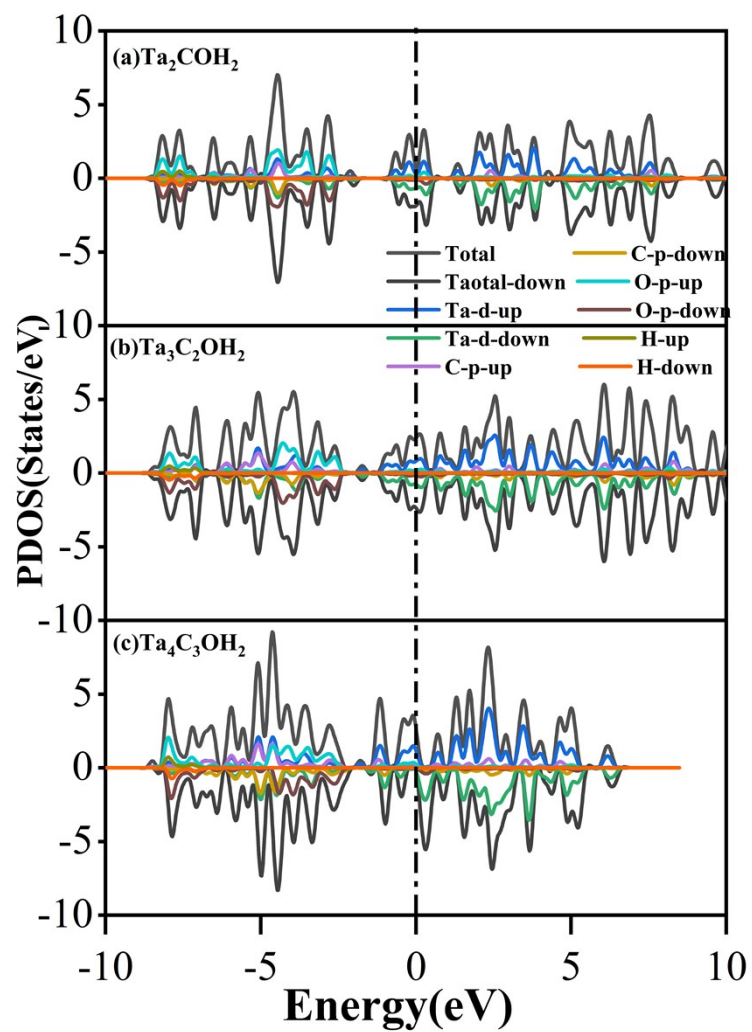 10
(a)Ta₂COH₂
5
0
-5
Total C-p-down
Taotal-down O-p-up
Ta-d-up O-p-down
Ta-d-down H-up
C-p-up H-down
10
(b)Ta₃C₂OH₂
5
0
-5
-10
(c)Ta₄C₃OH₂
5
0
-5
-10
-10 -5 0 5 10
Energy(eV)
PDOS(States/eV)